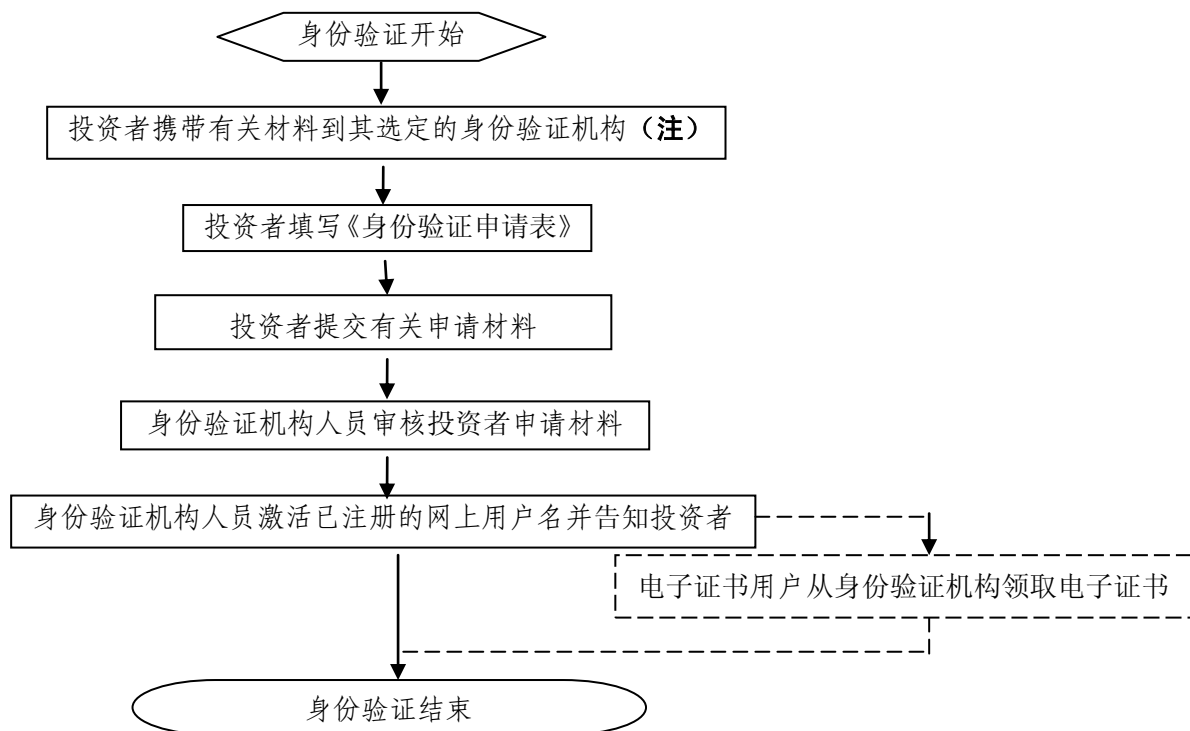 身份验证开始
投资者携带有关材料到其选定的身份验证机构（注）
投资者填写《身份验证申请表》
投资者提交有关申请材料
身份验证机构人员审核投资者申请材料
身份验证机构人员激活已注册的网上用户名并告知投资者
电子证书用户从身份验证机构领取电子证书
身份验证结束